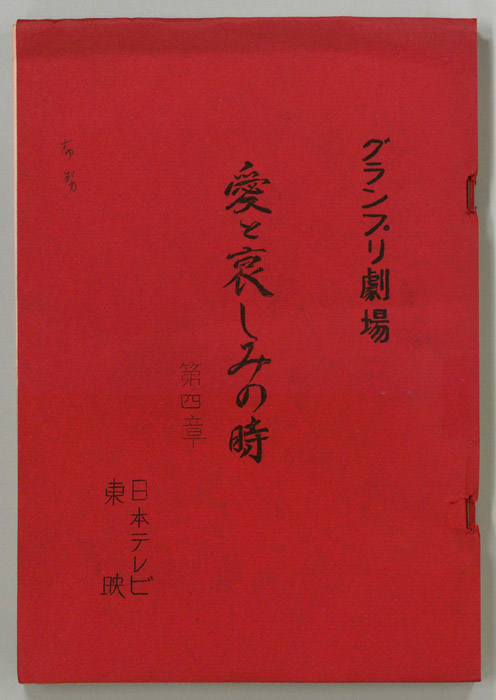 グランプリ劇場
愛と哀しみの時
第四章
日本テレビ
東映